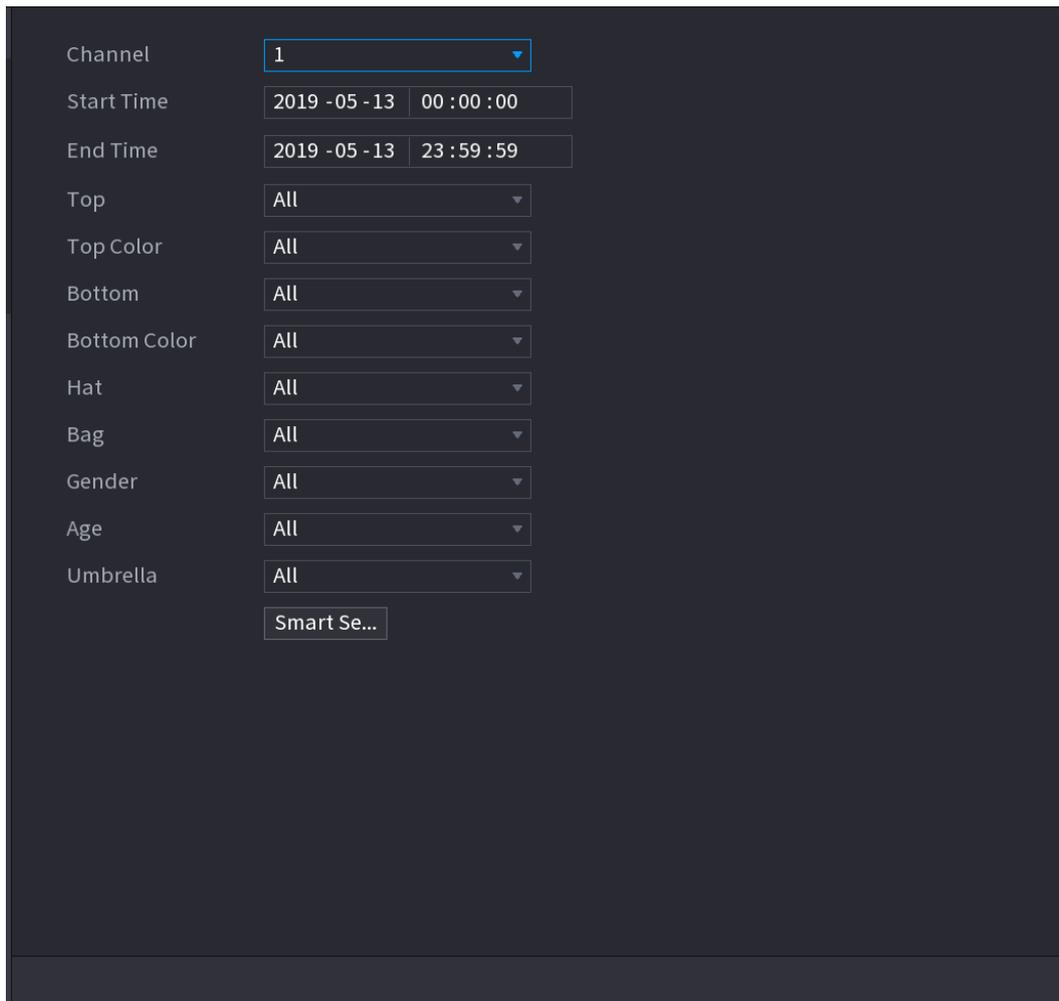 Channel 1
Start Time 2019 -05 -13 00 :00 :00
End Time 2019 -05 -13 23 :59 :59
Top All
Top Color All
Bottom All
Bottom Color All
Hat All
Bag All
Gender All
Age All
Umbrella All
Smart Se...